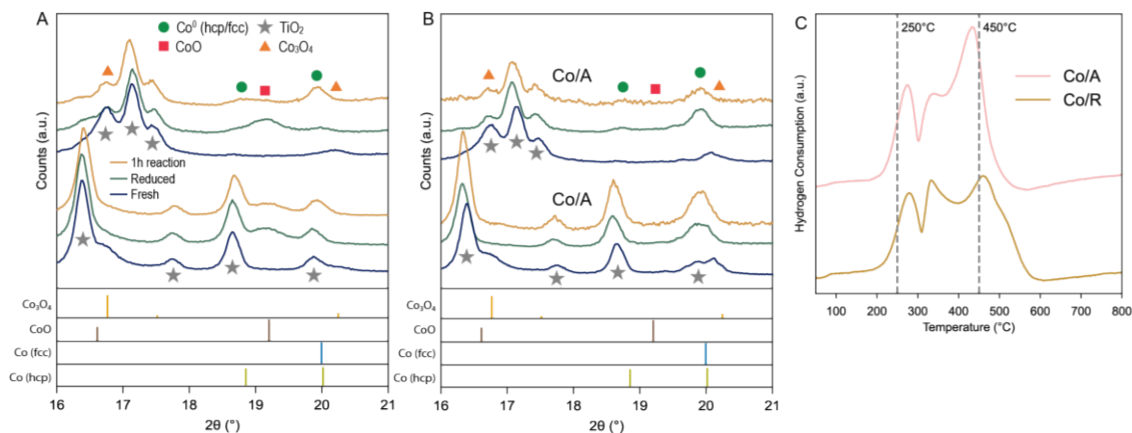 A
Co⁰ (hcp/fcc)
TiO₂
CoO
Co₃O₄
Counts (a.u.)
1h reaction
Reduced
Fresh
Co₃O₄
CoO
Co (fcc)
Co (hcp)
16 17 18 19 20 21
2θ (°)
B
Co/A
Counts (a.u.)
Co/A
Co₃O₄
CoO
Co (fcc)
Co (hcp)
16 17 18 19 20 21
2θ (°)
C
250°C
450°C
Co/A
Co/R
Hydrogen Consumption (a.u.)
100 200 300 400 500 600 700 800
Temperature (°C)